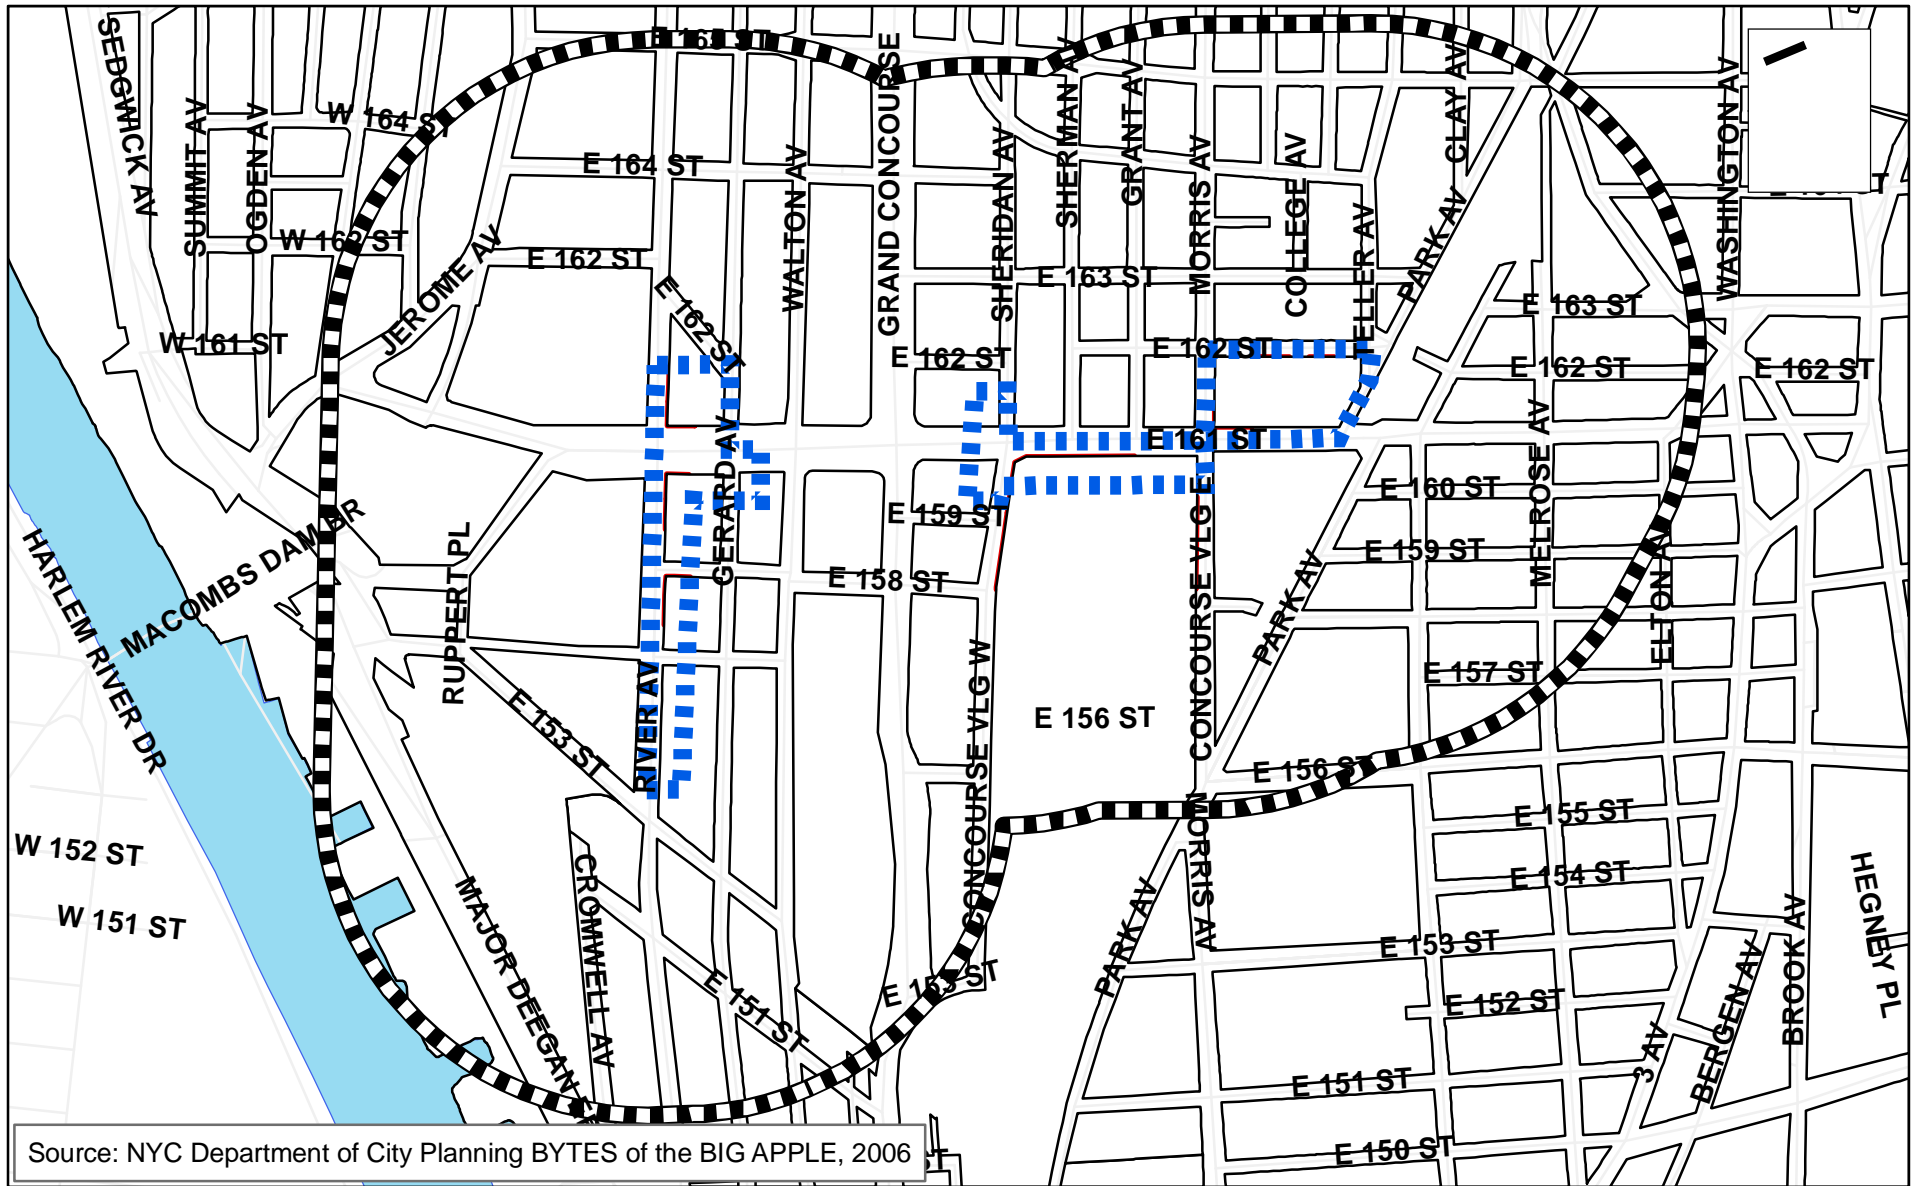 E 165 ST
SEDGWICK AV
SUMMIT AV
OGDEN AV
W 164 ST
E 164 ST
WALTON AV
GRAND CONCOURSE
SHERIDAN AV
SHERMAN AV
GRANT AV
MORRIS AV
COLLEGE AV
TELLER AV
CLAY AV
PARK AV
WASHINGTON AV
W 162 ST
JEROME AV
E 162 ST
E 162 ST
E 163 ST
E 163 ST
W 161 ST
E 162 ST
E 162 ST
E 162 ST
E 162 ST
E 161 ST
GERARD AV
MELROSE AV
E 160 ST
E 159 ST
E 159 ST
ELTON AV
HARLEM RIVER DR
MACOMBS DAM BR
RUPPERT PL
E 158 ST
CONCOURSE VLG E
PARK AV
RIVER AV
CONCOURSE VLG W
E 157 ST
E 153 ST
E 156 ST
E 156 ST
MORRIS AV
E 155 ST
W 152 ST
W 151 ST
MAJOR DEEGAN
CROMWELL AV
E 154 ST
HEGNEY PL
BROOK AV
PARK AV
E 153 ST
E 153 ST
E 151 ST
E 152 ST
BERGEN AV
3 AV
E 151 ST
E 150 ST
ST
Source: NYC Department of City Planning BYTES of the BIG APPLE, 2006